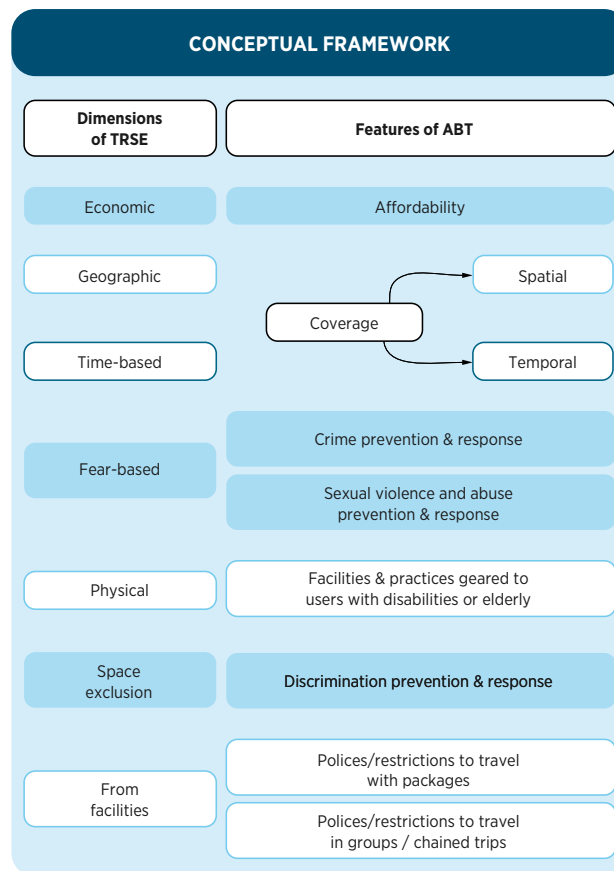 CONCEPTUAL FRAMEWORK
Dimensions
of TRSE
Features of ABT
Economic
Affordability
Geographic
Spatial
Coverage
Time-based
Temporal
Fear-based
Crime prevention & response
Sexual violence and abuse
prevention & response
Physical
Facilities & practices geared to
users with disabilities or elderly
Space
exclusion
Discrimination prevention & response
From
facilities
Polices/restrictions to travel
with packages
Polices/restrictions to travel
in groups / chained trips